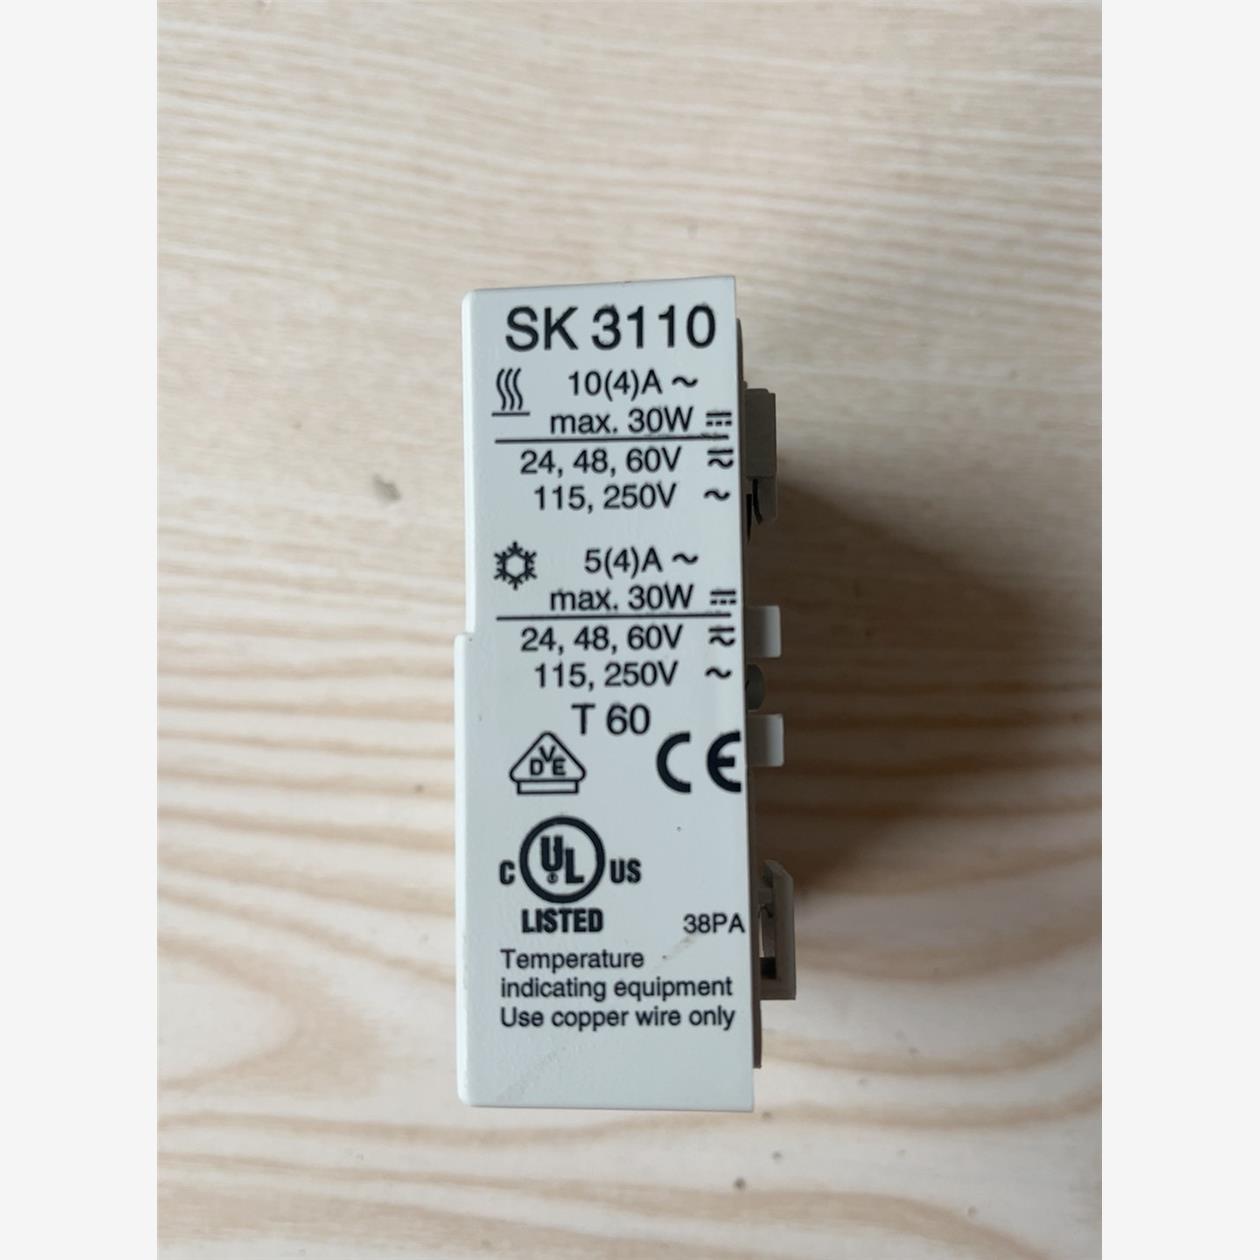 SK 3110
10(4)A ~
max. 30W ⎓
24, 48, 60V ≂
115, 250V ~
5(4)A ~
max. 30W ⎓
24, 48, 60V ≂
115, 250V ~
T 60
DVE
CE
C UL® US
LISTED
38PA
Temperature
indicating equipment
Use copper wire only